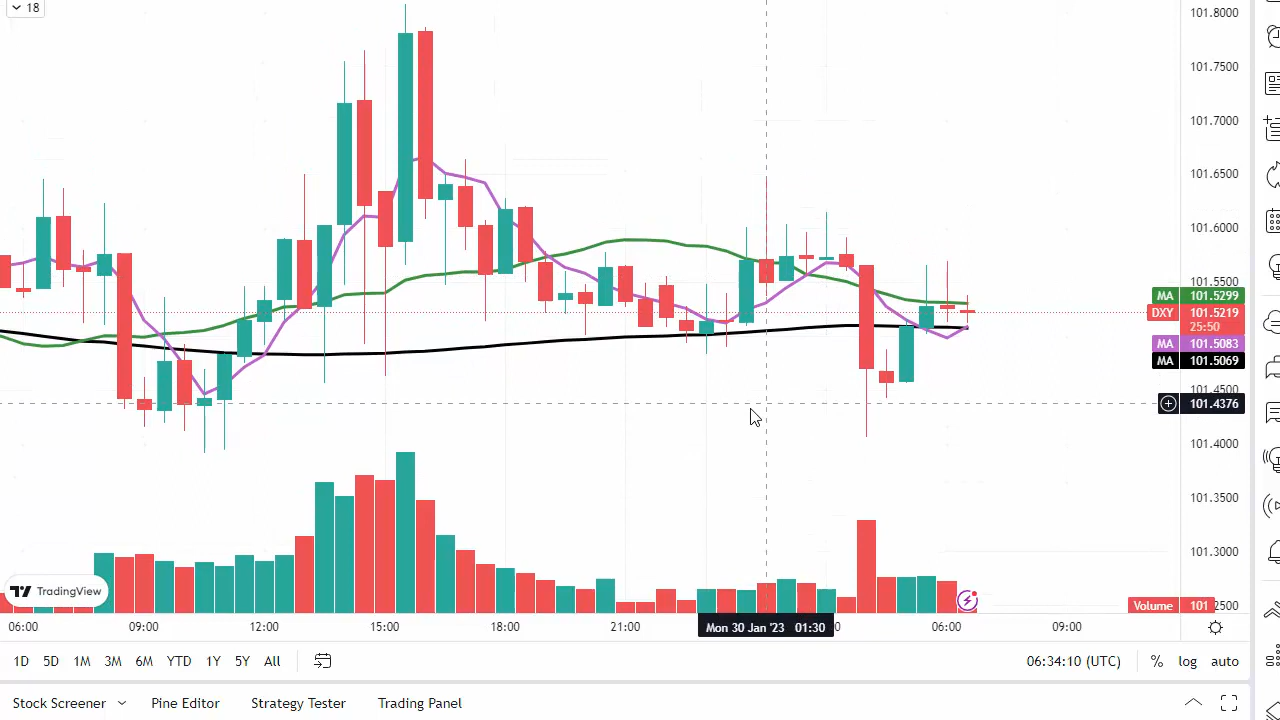 18
101.8000
101.7500
101.7000
101.6500
101.6000
101.5500
MA 101.5299
DXY 101.5219
25:50
MA 101.5083
MA 101.5069
101.4500
101.4376
101.4000
101.3500
101.3000
TradingView
Volume 101
2500
06:00 09:00 12:00 15:00 18:00 21:00 Mon 30 Jan '23 01:30 06:00 09:00
1D 5D 1M 3M 6M YTD 1Y 5Y All 06:34:10 (UTC) % log auto
Stock Screener Pine Editor Strategy Tester Trading Panel